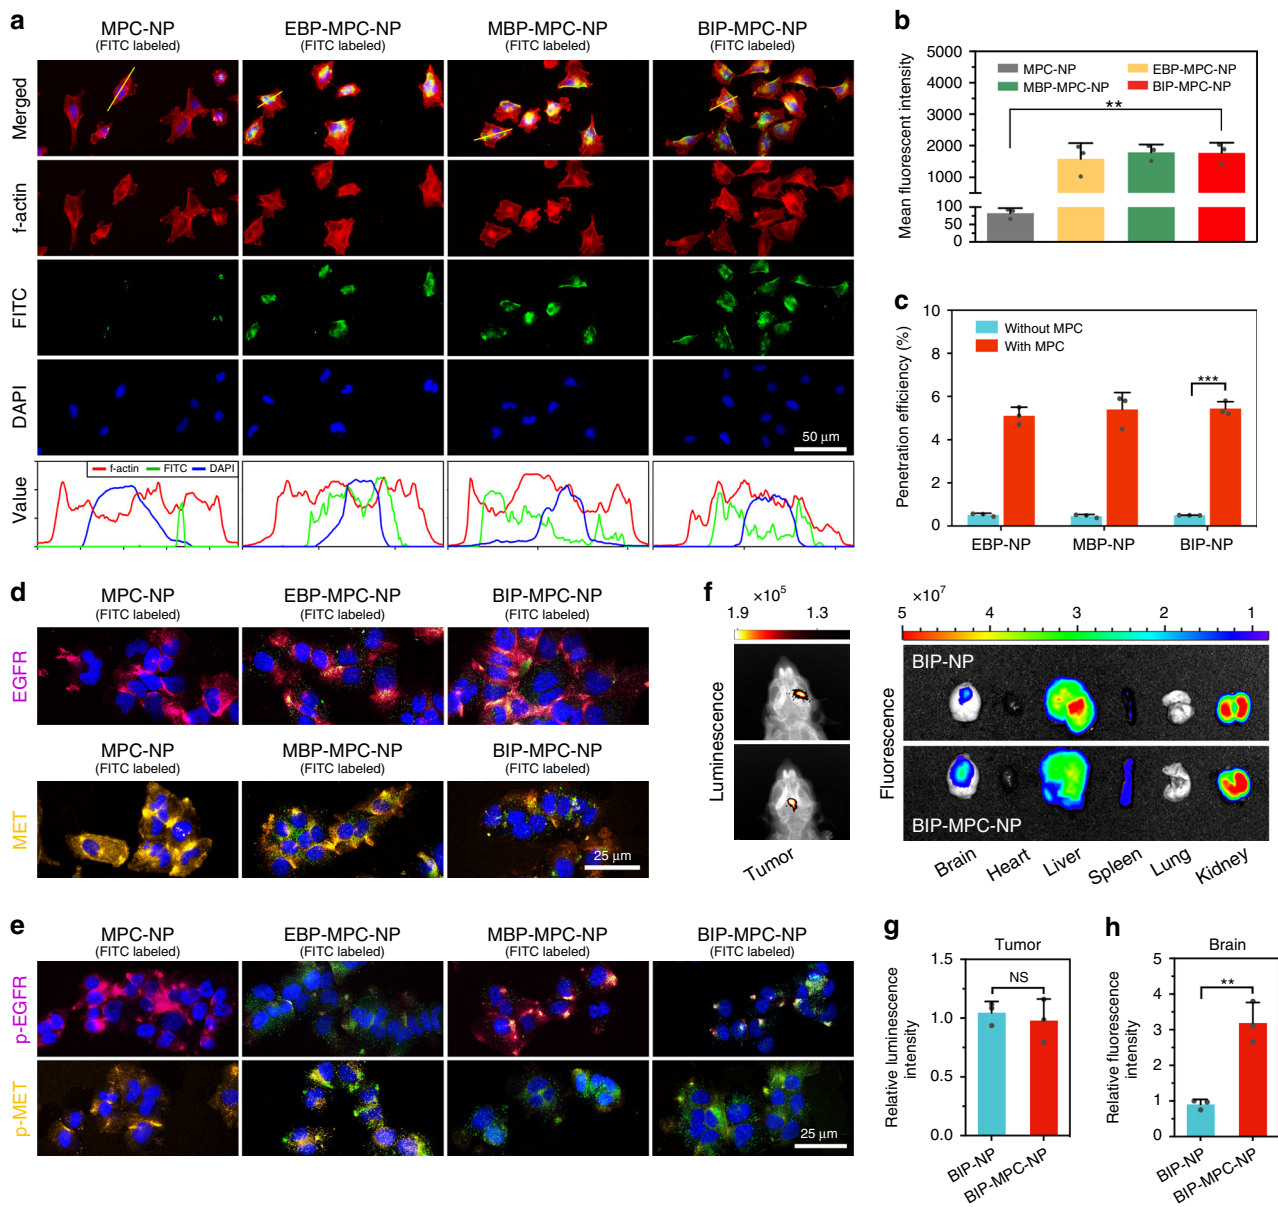 a
MPC-NP
(FITC labeled)
EBP-MPC-NP
(FITC labeled)
MBP-MPC-NP
(FITC labeled)
BIP-MPC-NP
(FITC labeled)
Merged
f-actin
FITC
DAPI
50 μm
Value
f-actin FITC DAPI
b
Mean fluorescent intensity
5000
4000
3000
2000
1000
100
50
0
MPC-NP
EBP-MPC-NP
MBP-MPC-NP
BIP-MPC-NP
**
c
Penetration efficiency (%)
10
8
6
4
2
0
Without MPC
With MPC
***
EBP-NP
MBP-NP
BIP-NP
d
MPC-NP
(FITC labeled)
EBP-MPC-NP
(FITC labeled)
BIP-MPC-NP
(FITC labeled)
EGFR
MPC-NP
(FITC labeled)
MBP-MPC-NP
(FITC labeled)
BIP-MPC-NP
(FITC labeled)
MET
25 μm
e
MPC-NP
(FITC labeled)
EBP-MPC-NP
(FITC labeled)
MBP-MPC-NP
(FITC labeled)
BIP-MPC-NP
(FITC labeled)
p-EGFR
p-MET
25 μm
f
×10⁵
1.9 1.3
Luminescence
Tumor
×10⁷
5 4 3 2 1
Fluorescence
BIP-NP
BIP-MPC-NP
Brain
Heart
Liver
Spleen
Lung
Kidney
g
Tumor
Relative luminescence
intensity
1.5
1.0
0.5
0.0
NS
BIP-NP
BIP-MPC-NP
h
Brain
Relative fluorescence
intensity
5
4
3
2
1
0
**
BIP-NP
BIP-MPC-NP